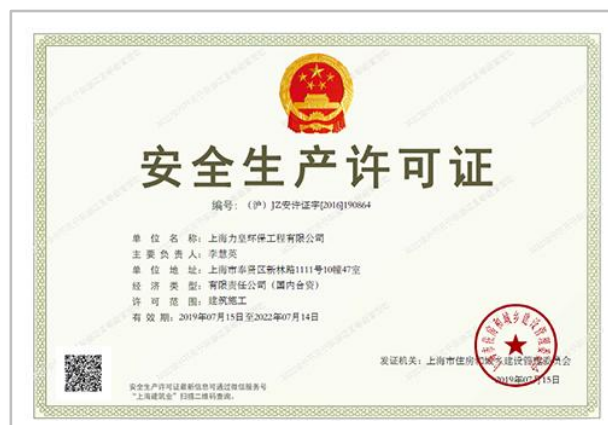 安全生产许可证
编号：（沪）JZ安许证字[2016]190864
单位名称：上海力皇环保工程有限公司
主要负责人：李慧英
单位地址：上海市奉贤区新林路1111号10幢47室
经济类型：有限责任公司（国内合资）
许可范围：建筑施工
有效期：2019年07月15日至2022年07月14日
发证机关：上海市住房和城乡建设管理委员会
2019年07月15日
安全生产许可证最新信息可通过微信服务号
“上海建筑业”扫描二维码查询。